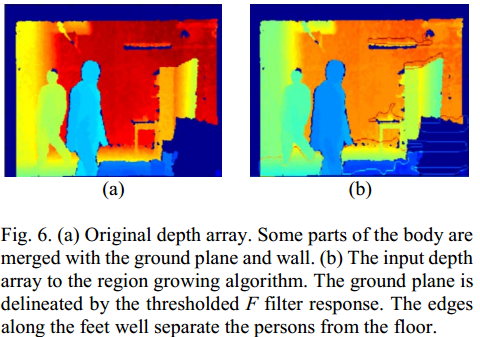 (a)
(b)
Fig. 6. (a) Original depth array. Some parts of the body are
merged with the ground plane and wall. (b) The input depth
array to the region growing algorithm. The ground plane is
delineated by the thresholded F filter response. The edges
along the feet well separate the persons from the floor.